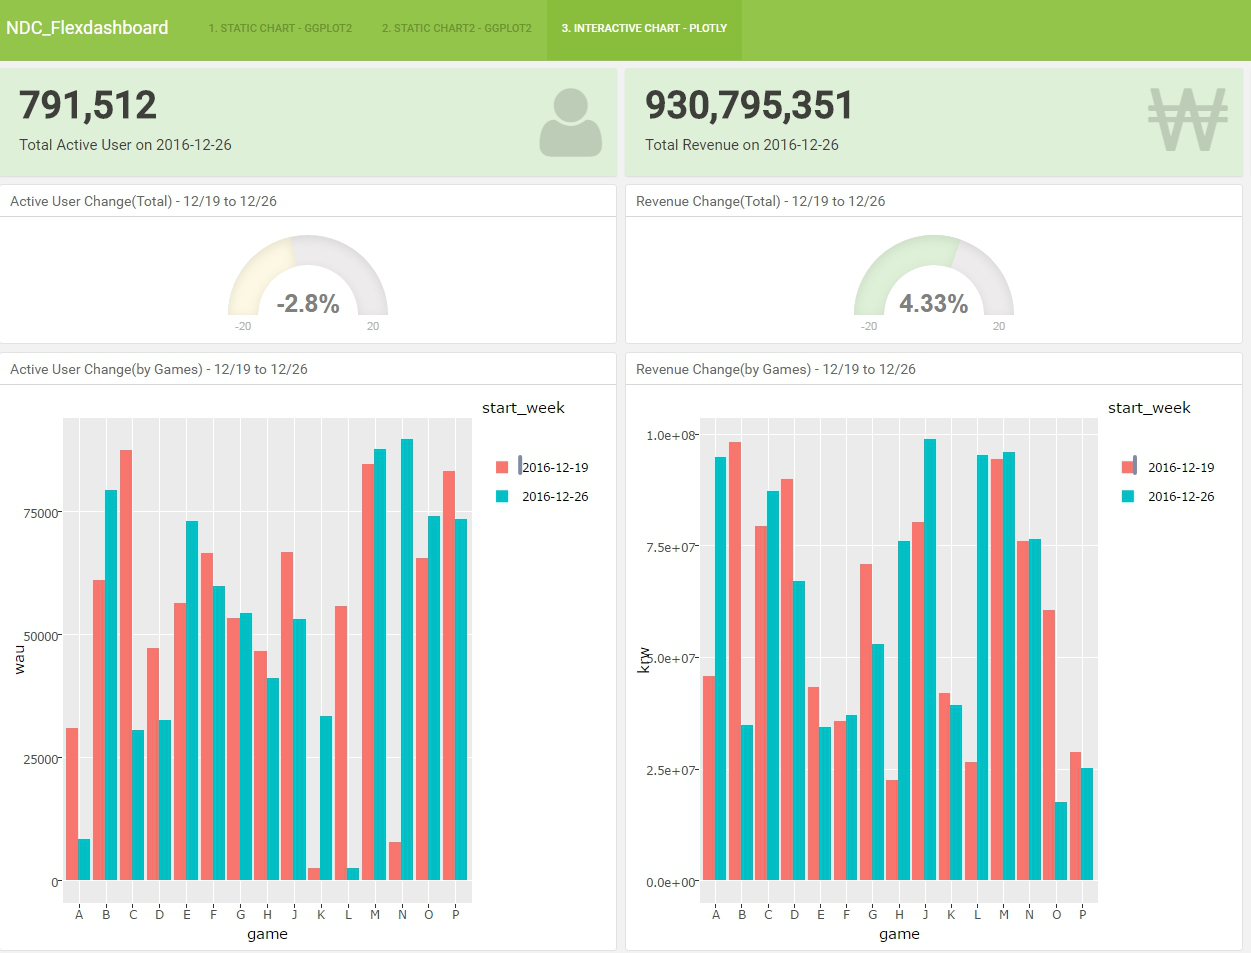 NDC_Flexdashboard
1. STATIC CHART - GGPLOT2
2. STATIC CHART2 - GGPLOT2
3. INTERACTIVE CHART - PLOTLY
791,512
Total Active User on 2016-12-26
930,795,351
Total Revenue on 2016-12-26
₩
Active User Change(Total) - 12/19 to 12/26
-2.8%
-20 20
Revenue Change(Total) - 12/19 to 12/26
4.33%
-20 20
Active User Change(by Games) - 12/19 to 12/26
start_week
2016-12-19
2016-12-26
75000
50000
25000
0
wau
A B C D E F G H J K L M N O P
game
Revenue Change(by Games) - 12/19 to 12/26
start_week
2016-12-19
2016-12-26
1.0e+08
7.5e+07
5.0e+07
2.5e+07
0.0e+00
krw
A B C D E F G H J K L M N O P
game